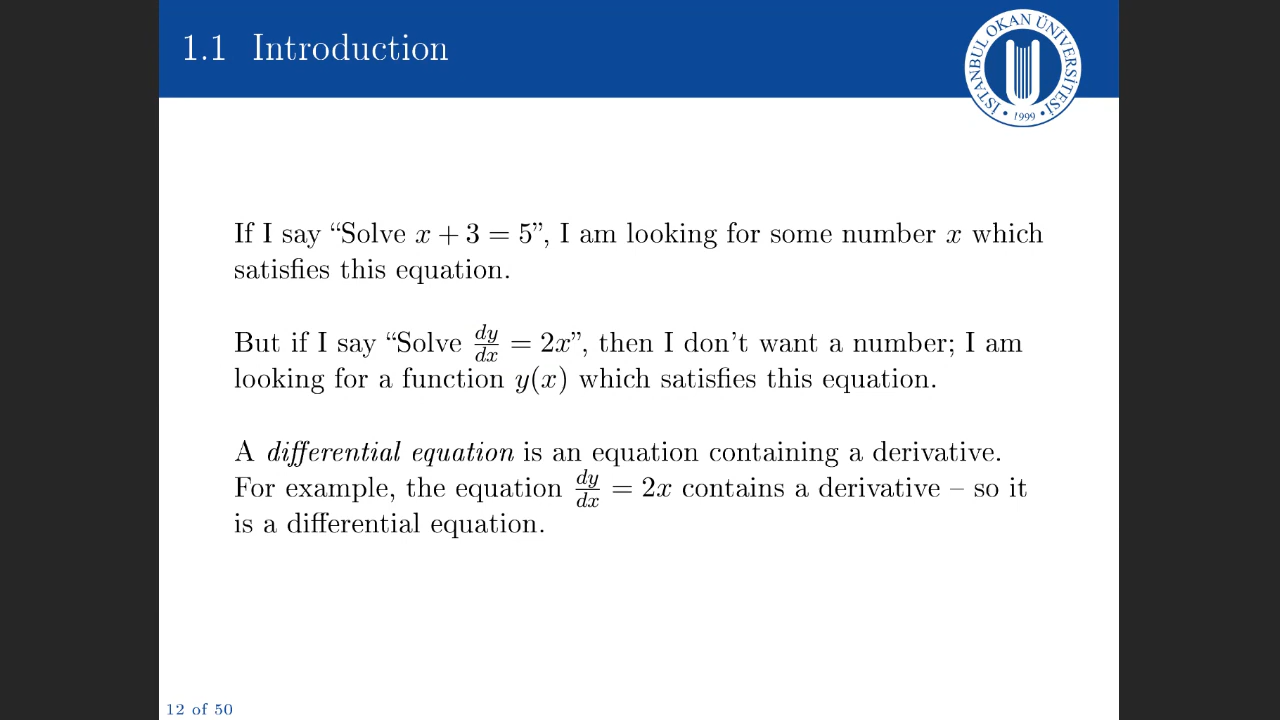 1.1 Introduction
İSTANBUL OKAN ÜNİVERSİTESİ
• 1999 •
If I say “Solve x + 3 = 5”, I am looking for some number x which
satisfies this equation.
But if I say “Solve dy/dx = 2x”, then I don’t want a number; I am
looking for a function y(x) which satisfies this equation.
A differential equation is an equation containing a derivative.
For example, the equation dy/dx = 2x contains a derivative – so it
is a differential equation.
12 of 50